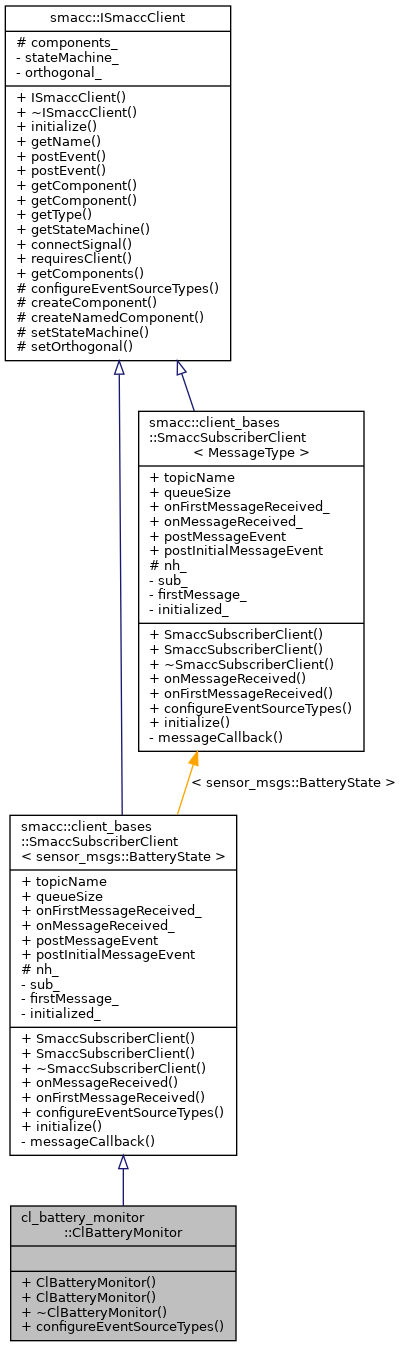 smacc::ISmaccClient
# components_
- stateMachine_
- orthogonal_
+ ISmaccClient()
+ ~ISmaccClient()
+ initialize()
+ getName()
+ postEvent()
+ postEvent()
+ getComponent()
+ getComponent()
+ getType()
+ getStateMachine()
+ connectSignal()
+ requiresClient()
+ getComponents()
# configureEventSourceTypes()
# createComponent()
# createNamedComponent()
# setStateMachine()
# setOrthogonal()
smacc::client_bases
::SmaccSubscriberClient
< MessageType >
+ topicName
+ queueSize
+ onFirstMessageReceived_
+ onMessageReceived_
+ postMessageEvent
+ postInitialMessageEvent
# nh_
- sub_
- firstMessage_
- initialized_
+ SmaccSubscriberClient()
+ SmaccSubscriberClient()
+ ~SmaccSubscriberClient()
+ onMessageReceived()
+ onFirstMessageReceived()
+ configureEventSourceTypes()
+ initialize()
- messageCallback()
< sensor_msgs::BatteryState >
smacc::client_bases
::SmaccSubscriberClient
< sensor_msgs::BatteryState >
+ topicName
+ queueSize
+ onFirstMessageReceived_
+ onMessageReceived_
+ postMessageEvent
+ postInitialMessageEvent
# nh_
- sub_
- firstMessage_
- initialized_
+ SmaccSubscriberClient()
+ SmaccSubscriberClient()
+ ~SmaccSubscriberClient()
+ onMessageReceived()
+ onFirstMessageReceived()
+ configureEventSourceTypes()
+ initialize()
- messageCallback()
cl_battery_monitor
::ClBatteryMonitor
+ ClBatteryMonitor()
+ ClBatteryMonitor()
+ ~ClBatteryMonitor()
+ configureEventSourceTypes()